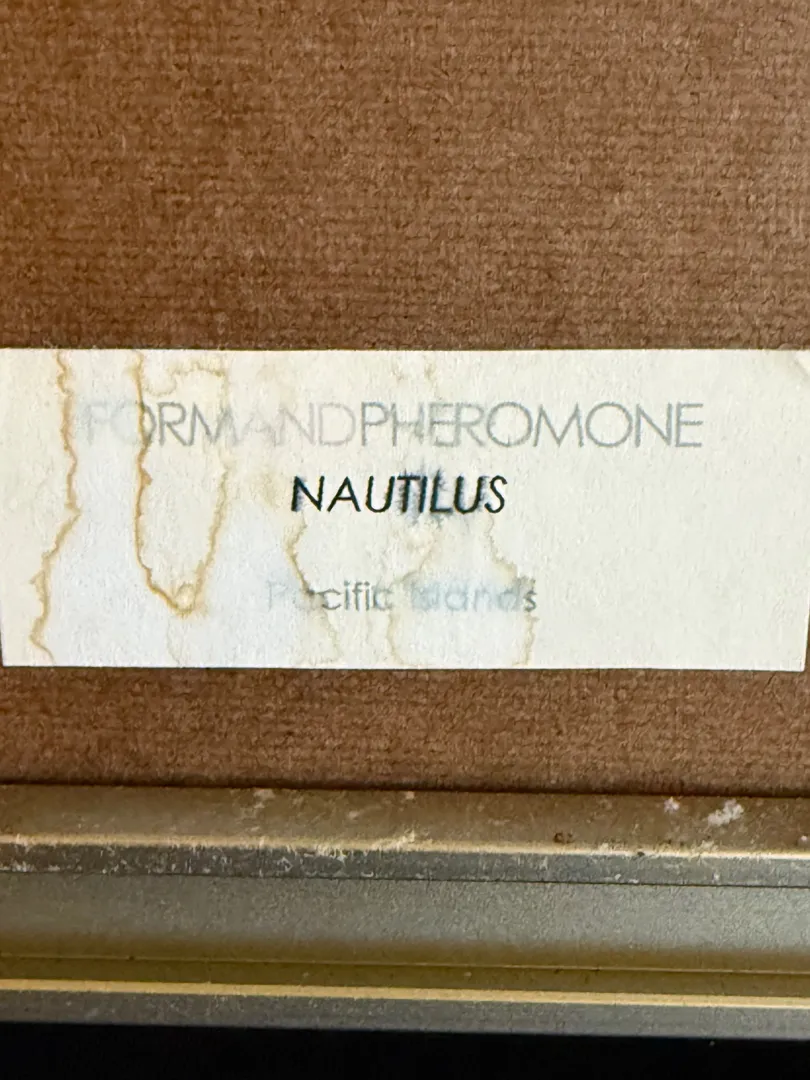 FORMANDPHEROMONE
NAUTILUS
Pacific Islands